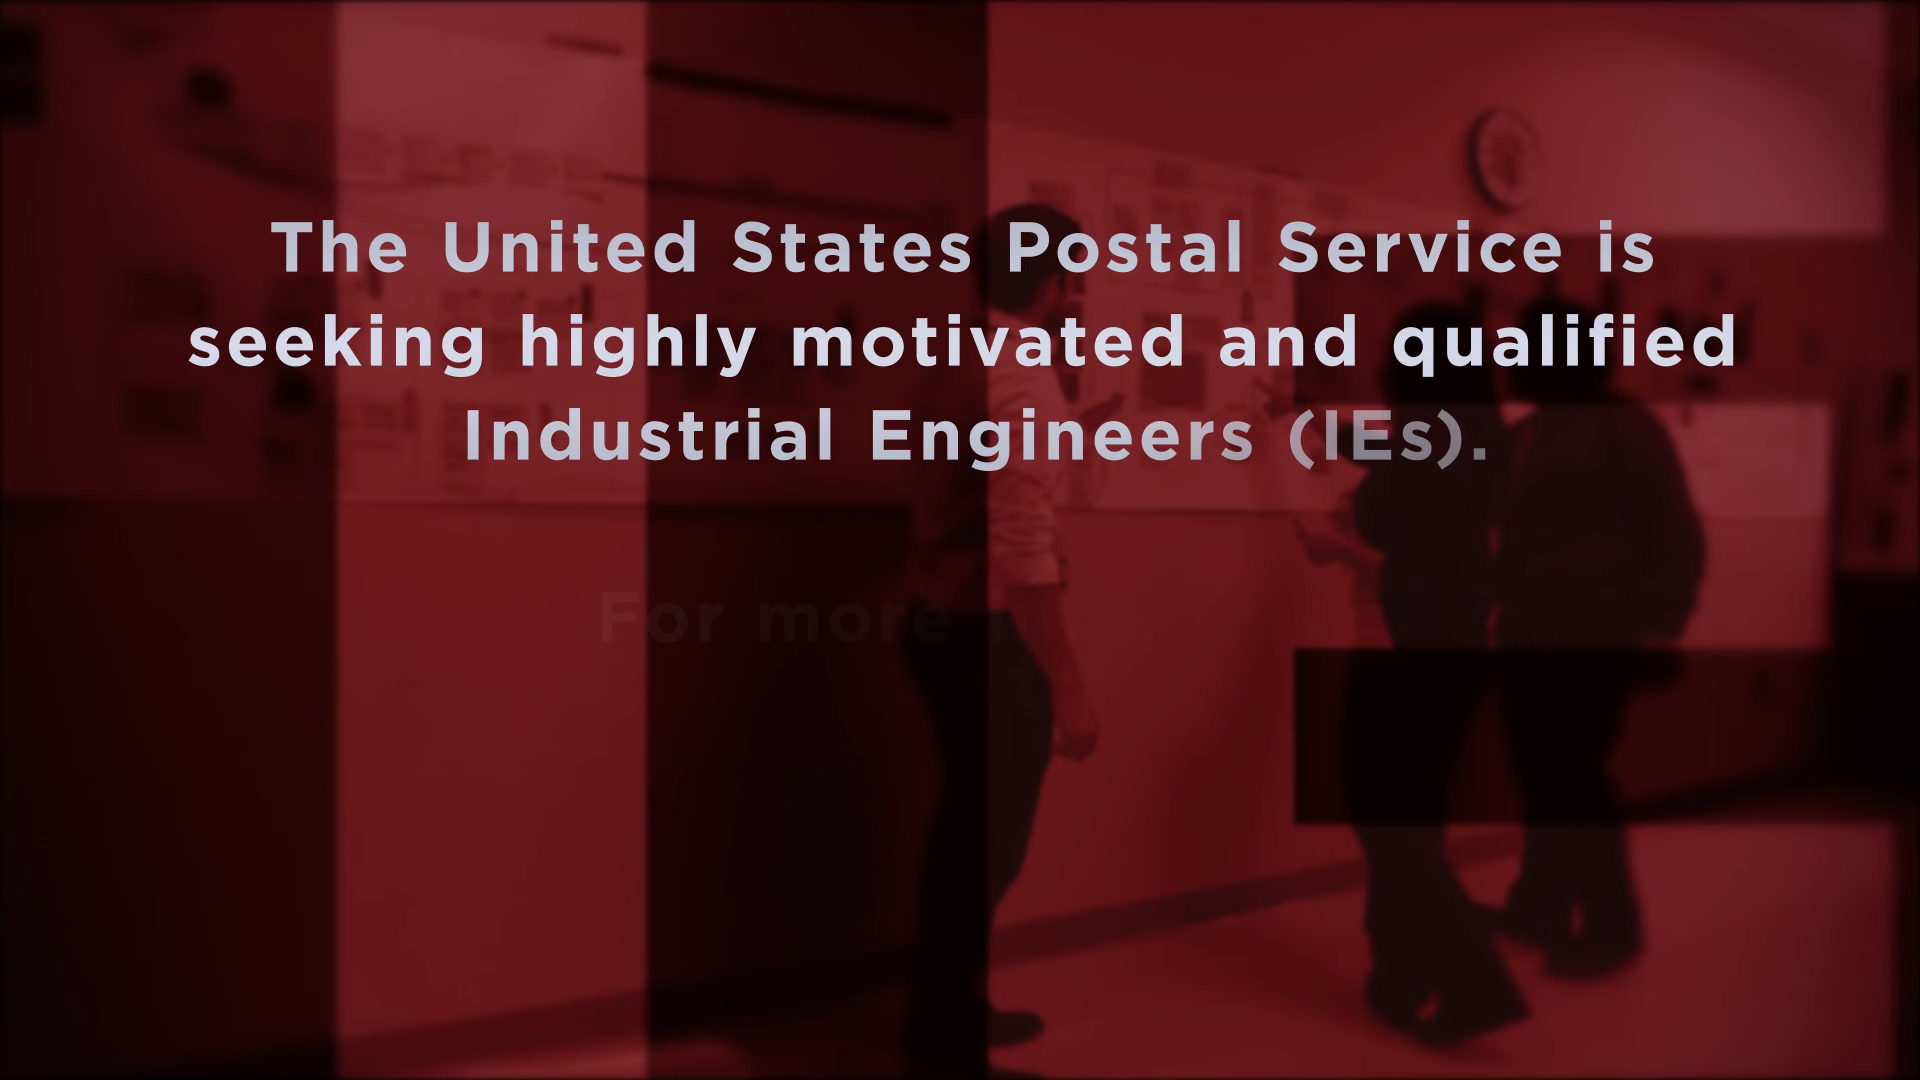 The United States Postal Service is
seeking highly motivated and qualified
Industrial Engineers (IEs).
For more